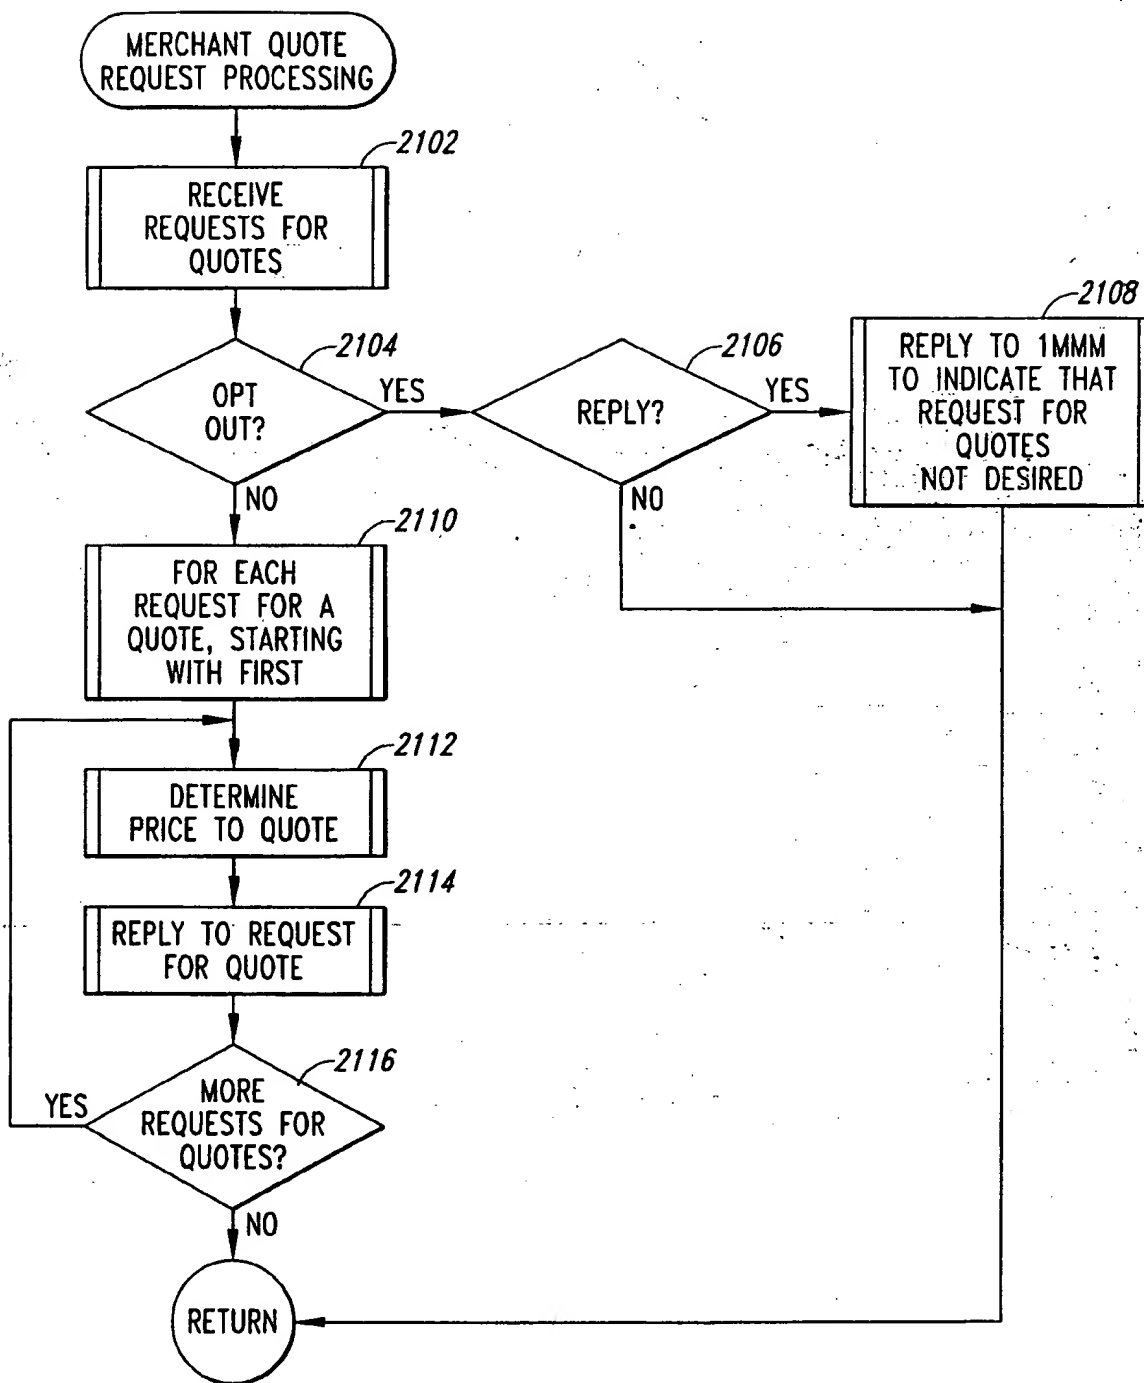 MERCHANT QUOTE
REQUEST PROCESSING
2102
RECEIVE
REQUESTS FOR
QUOTES
2104
OPT
OUT?
YES
NO
2106
REPLY?
YES
NO
2108
REPLY TO 1MMM
TO INDICATE THAT
REQUEST FOR
QUOTES
NOT DESIRED
2110
FOR EACH
REQUEST FOR A
QUOTE, STARTING
WITH FIRST
2112
DETERMINE
PRICE TO QUOTE
2114
REPLY TO REQUEST
FOR QUOTE
2116
MORE
REQUESTS FOR
QUOTES?
YES
NO
RETURN